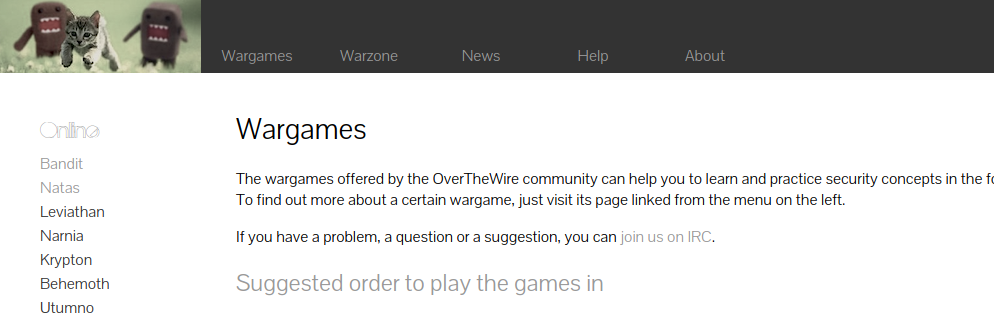 Wargames Warzone News Help About
Online
Bandit
Natas
Leviathan
Narnia
Krypton
Behemoth
Utumno
Wargames
The wargames offered by the OverTheWire community can help you to learn and practice security concepts in the
To find out more about a certain wargame, just visit its page linked from the menu on the left.
If you have a problem, a question or a suggestion, you can join us on IRC.
Suggested order to play the games in